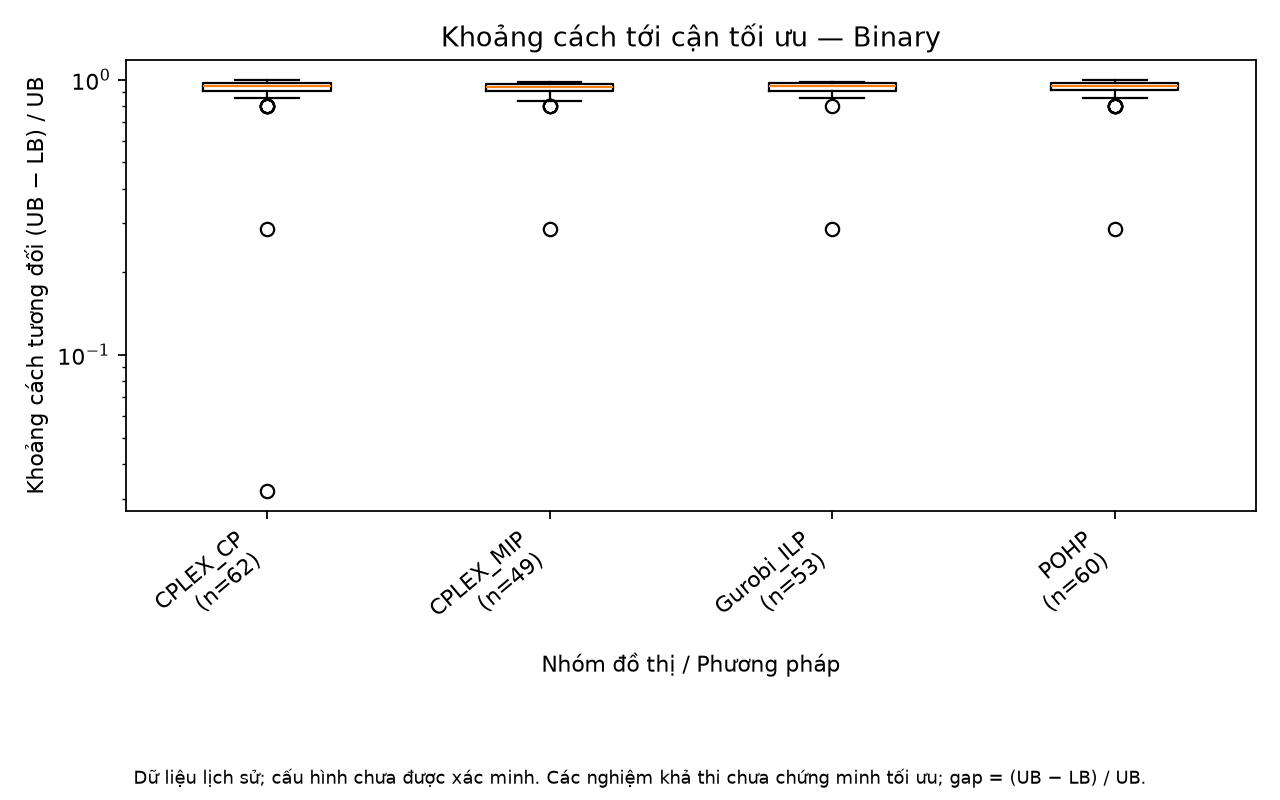 Khoảng cách tới cận tối ưu — Binary
Khoảng cách tương đối (UB − LB) / UB
10⁰
10⁻¹
CPLEX_CP
(n=62)
CPLEX_MIP
(n=49)
Gurobi_ILP
(n=53)
POHP
(n=60)
Nhóm đồ thị / Phương pháp
Dữ liệu lịch sử; cấu hình chưa được xác minh. Các nghiệm khả thi chưa chứng minh tối ưu; gap = (UB − LB) / UB.